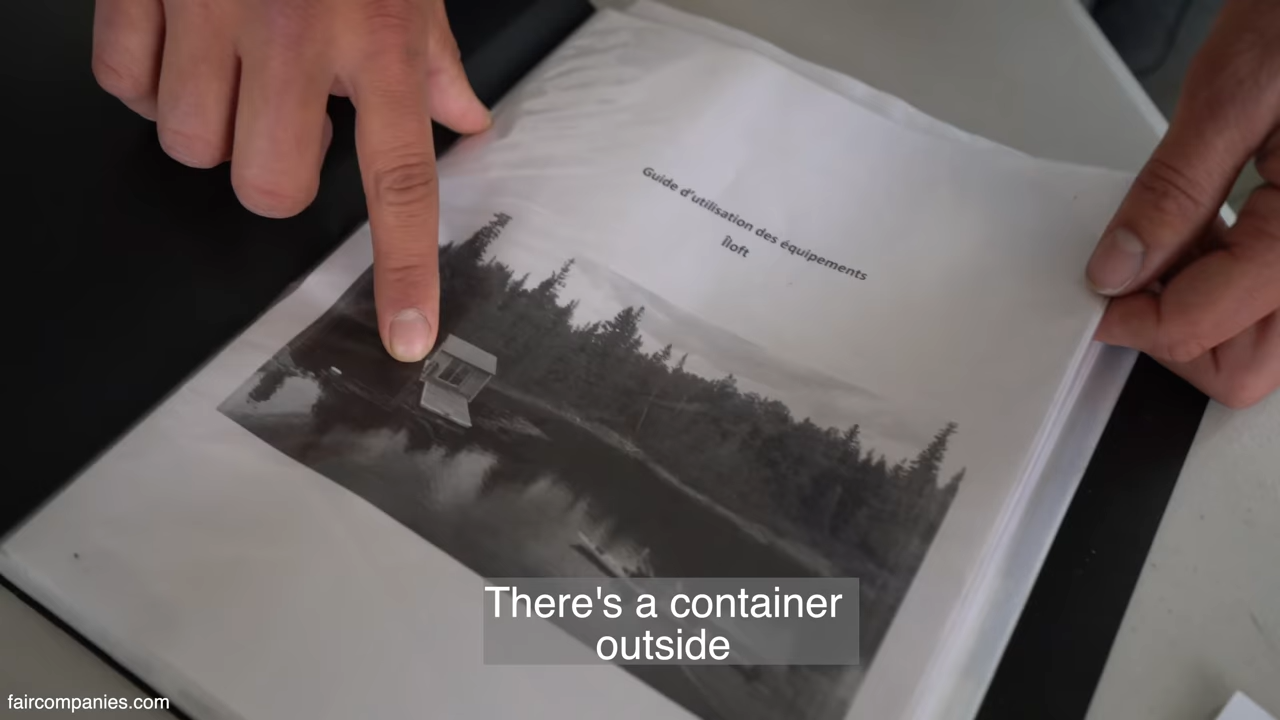 Guide d'utilisation des équipements
Îloft
There's a container
outside
faircompanies.com